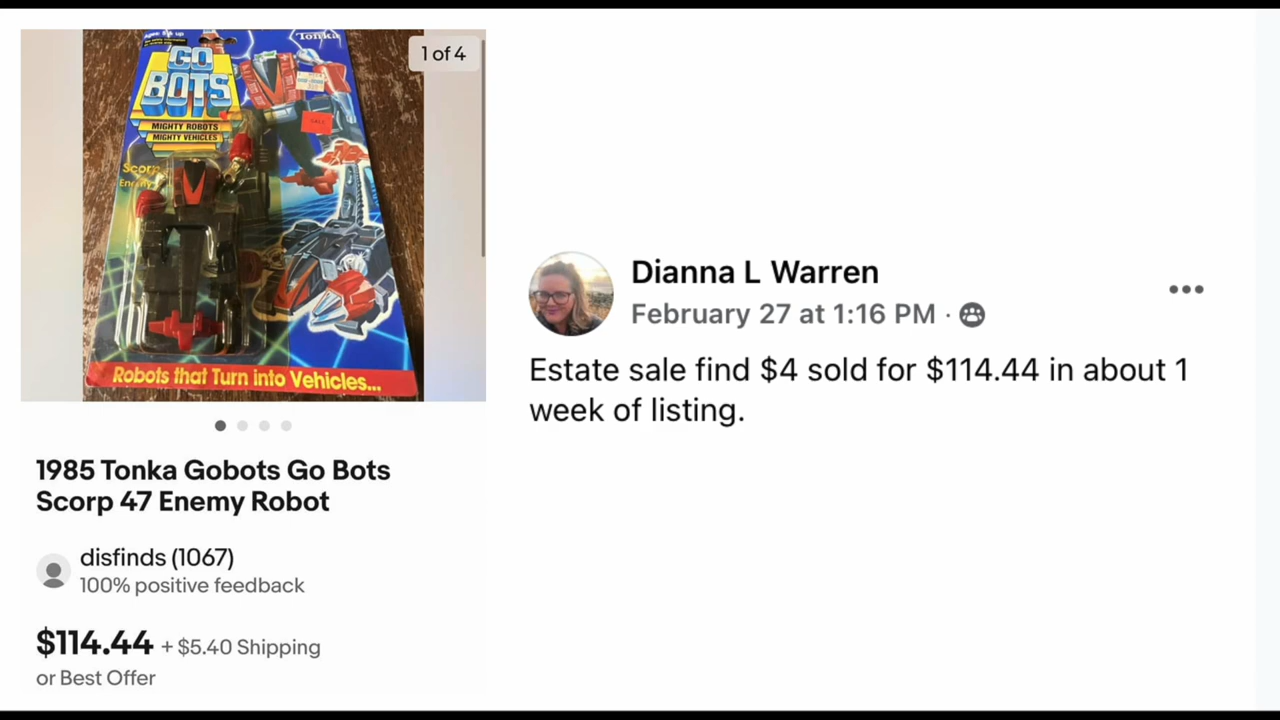 1 of 4
Tonka
GO
BOTS
MIGHTY ROBOTS
MIGHTY VEHICLES
Scorp
Enemy
SALE
Robots that Turn into Vehicles...
1985 Tonka Gobots Go Bots
Scorp 47 Enemy Robot
disfinds (1067)
100% positive feedback
$114.44 + $5.40 Shipping
or Best Offer
Dianna L Warren
February 27 at 1:16 PM ·
Estate sale find $4 sold for $114.44 in about 1
week of listing.